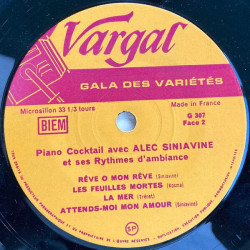 Vargal
GALA DES VARIÉTÉS
Microsillon 33 1/3 tours
Made in France
BIEM
G 307
Face 2
Piano Cocktail avec ALEC SINIAVINE
et ses Rythmes d'ambiance
RÊVE O MON RÊVE (Siniavine)
LES FEUILLES MORTES (Kosma)
LA MER (Trénet)
ATTENDS-MOI MON AMOUR (Siniavine)
SP